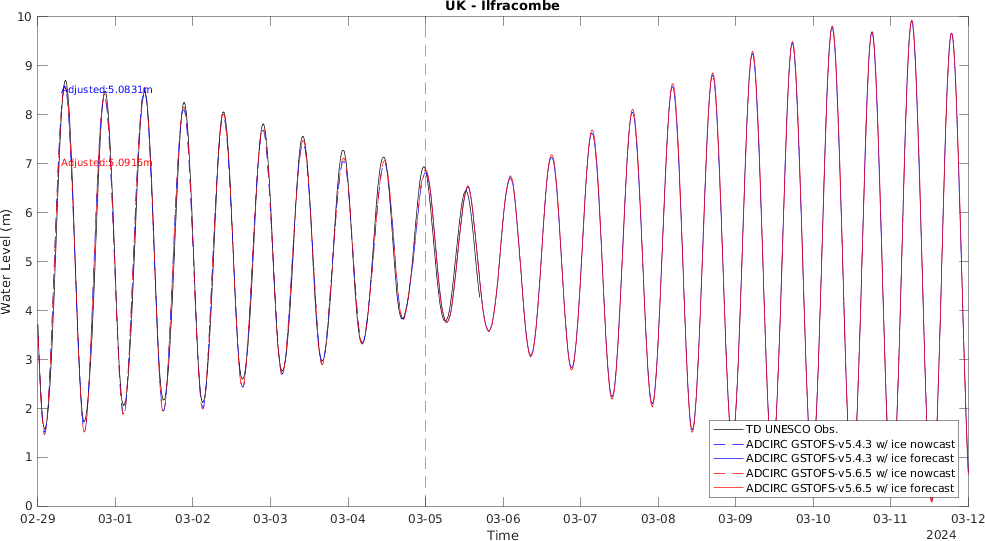 UK - Ilfracombe
10
9
8
7
6
5
4
3
2
1
0
Water Level (m)
Adjusted:5.0831m
Adjusted:5.0915m
TD UNESCO Obs.
ADCIRC GSTOFS-v5.4.3 w/ ice nowcast
ADCIRC GSTOFS-v5.4.3 w/ ice forecast
ADCIRC GSTOFS-v5.6.5 w/ ice nowcast
ADCIRC GSTOFS-v5.6.5 w/ ice forecast
02-29 03-01 03-02 03-03 03-04 03-05 03-06 03-07 03-08 03-09 03-10 03-11 03-12
Time
2024